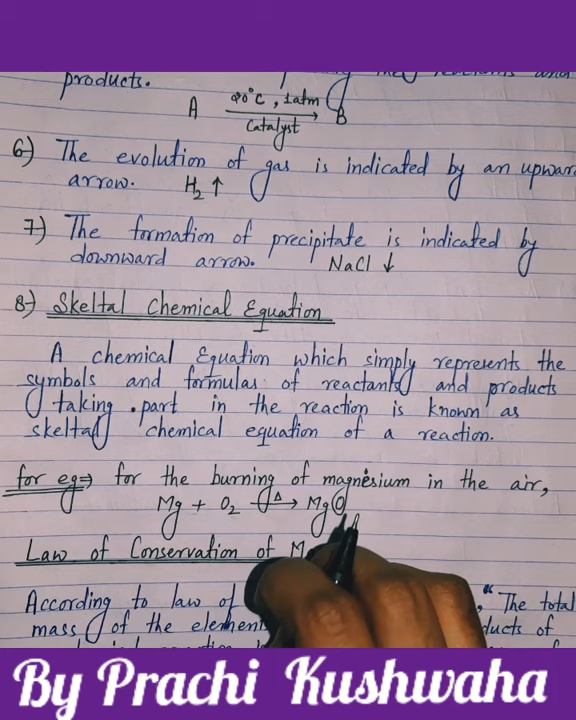 products.
A 20°C, 1atm B
Catalyst
6) The evolution of gas is indicated by an upwar
arrow. H₂ ↑
7) The formation of precipitate is indicated by
downward arrow. NaCl ↓
8) Skeltal Chemical Equation
A chemical Equation which simply represents the
symbols and formulas of reactants and products
taking part in the reaction is known as
skeltal chemical equation of a reaction.
for eg⇒ for the burning of magnesium in the air,
Mg + O₂ Δ→ MgO
Law of Conservation of M
According to law of " The total
mass of the element ducts of
By Prachi Kushwaha